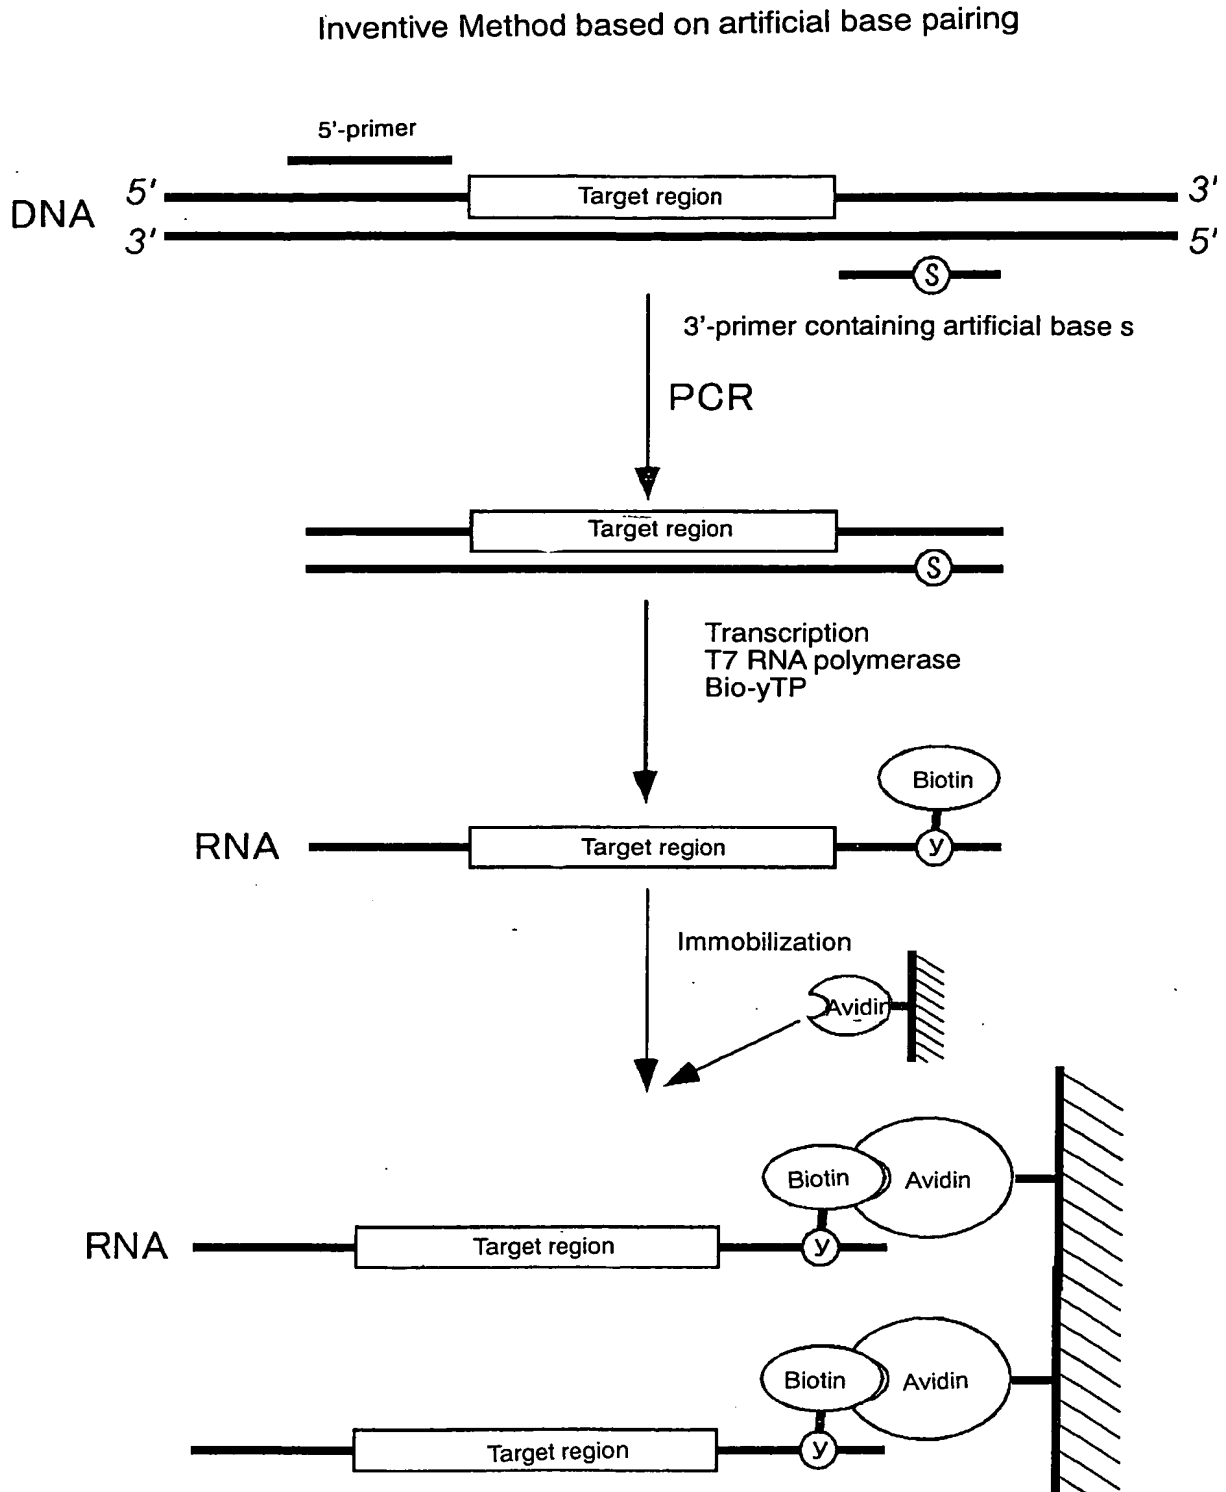 Inventive Method based on artificial base pairing
5'-primer
5'
Target region
3'
DNA
3'
5'
S
3'-primer containing artificial base s
PCR
Target region
S
Transcription
T7 RNA polymerase
Bio-yTP
Biotin
RNA
Target region
y
Immobilization
Avidin
Biotin
Avidin
RNA
Target region
y
Biotin
Avidin
Target region
y